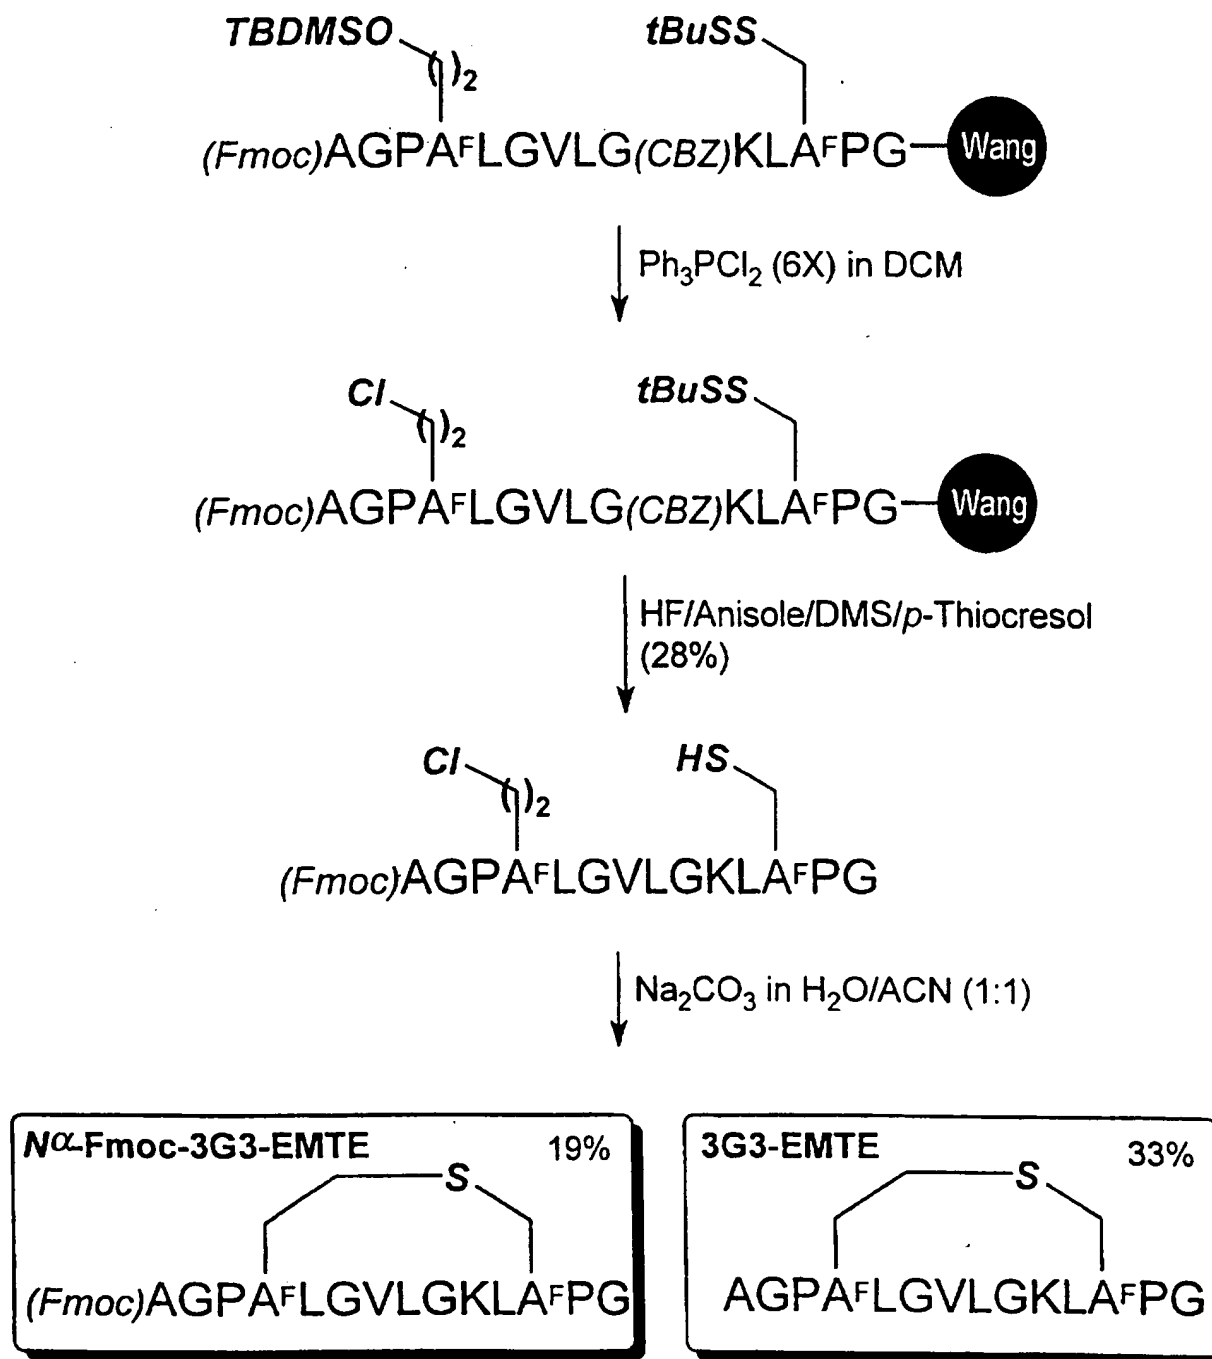 TBDMSO tBuSS
( )2
(Fmoc)AGPAFLGVLG(CBZ)KLAFPG Wang
Ph3PCl2 (6X) in DCM
Cl tBuSS
( )2
(Fmoc)AGPAFLGVLG(CBZ)KLAFPG Wang
HF/Anisole/DMS/p-Thiocresol
(28%)
Cl HS
( )2
(Fmoc)AGPAFLGVLGKLAFPG
Na2CO3 in H2O/ACN (1:1)
Nα-Fmoc-3G3-EMTE 19%
S
(Fmoc)AGPAFLGVLGKLAFPG
3G3-EMTE 33%
S
AGPAFLGVLGKLAFPG